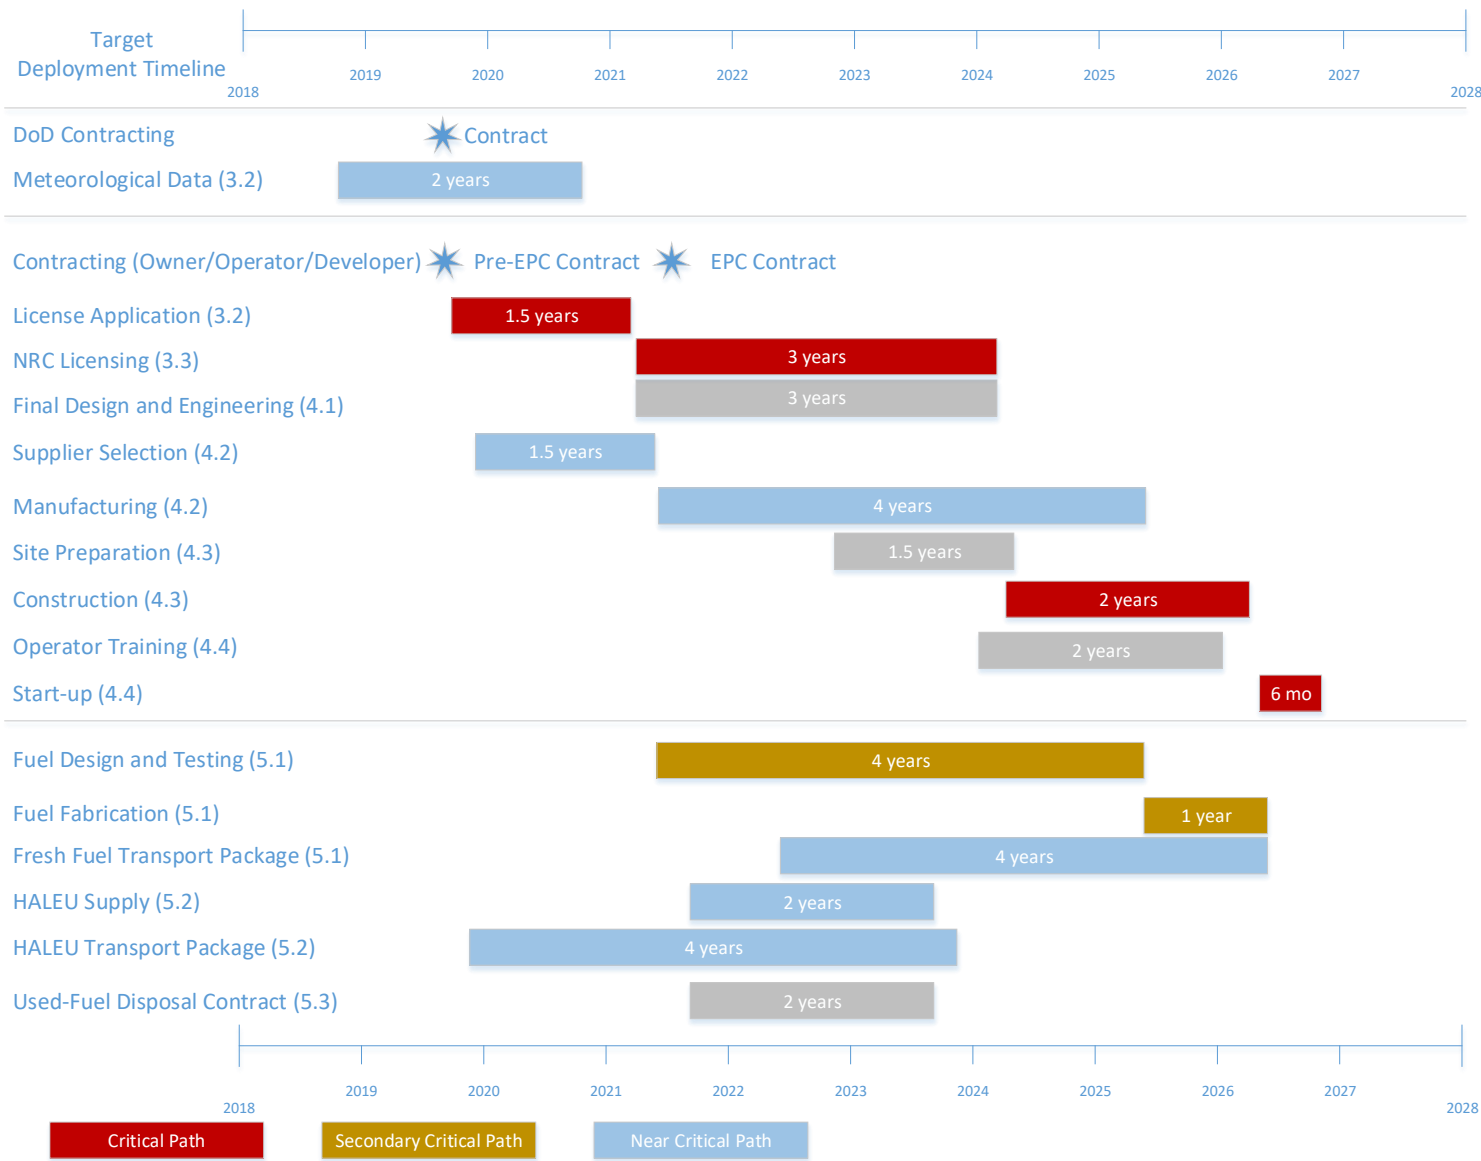 Target
Deployment Timeline
2018
2019
2020
2021
2022
2023
2024
2025
2026
2027
2028
DoD Contracting
Contract
Meteorological Data (3.2)
2 years
Contracting (Owner/Operator/Developer)
Pre-EPC Contract
EPC Contract
License Application (3.2)
1.5 years
NRC Licensing (3.3)
3 years
Final Design and Engineering (4.1)
3 years
Supplier Selection (4.2)
1.5 years
Manufacturing (4.2)
4 years
Site Preparation (4.3)
1.5 years
Construction (4.3)
2 years
Operator Training (4.4)
2 years
Start-up (4.4)
6 mo
Fuel Design and Testing (5.1)
4 years
Fuel Fabrication (5.1)
1 year
Fresh Fuel Transport Package (5.1)
4 years
HALEU Supply (5.2)
2 years
HALEU Transport Package (5.2)
4 years
Used-Fuel Disposal Contract (5.3)
2 years
2018
2019
2020
2021
2022
2023
2024
2025
2026
2027
2028
Critical Path
Secondary Critical Path
Near Critical Path